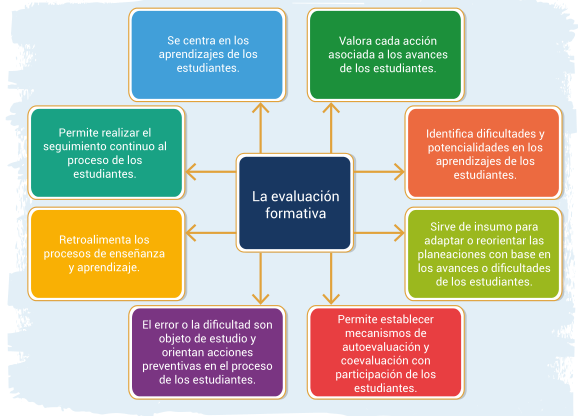 Se centra en los
aprendizajes de los
estudiantes.
Valora cada acción
asociada a los avances
de los estudiantes.
Permite realizar el
seguimiento continuo al
proceso de los
estudiantes.
Identifica dificultades y
potencialidades en los
aprendizajes de los
estudiantes.
La evaluación
formativa
Retroalimenta los
procesos de enseñanza
y aprendizaje.
Sirve de insumo para
adaptar o reorientar las
planeaciones con base en
los avances o dificultades
de los estudiantes.
El error o la dificultad son
objeto de estudio y
orientan acciones
preventivas en el proceso
de los estudiantes.
Permite establecer
mecanismos de
autoevaluación y
coevaluación con
participación de los
estudiantes.